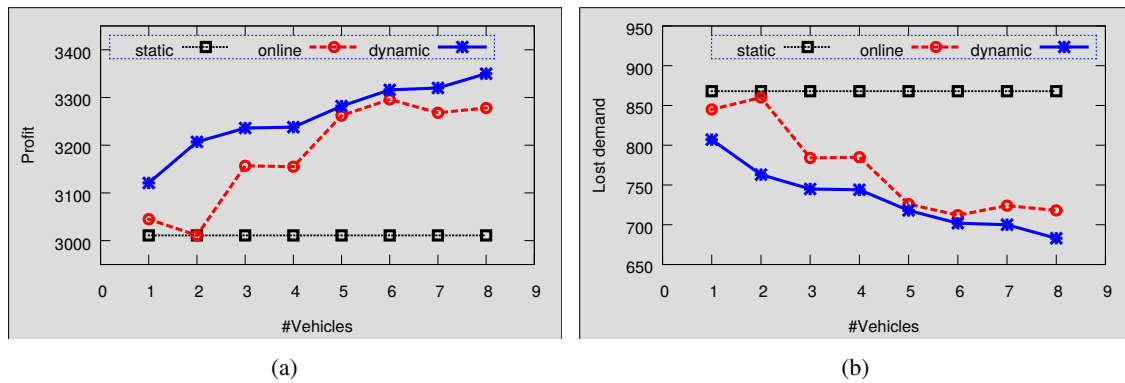 3400
3300
3200
3100
3000
Profit
static online dynamic
0 1 2 3 4 5 6 7 8 9
#Vehicles
(a)
950
900
850
800
750
700
650
Lost demand
static online dynamic
0 1 2 3 4 5 6 7 8 9
#Vehicles
(b)